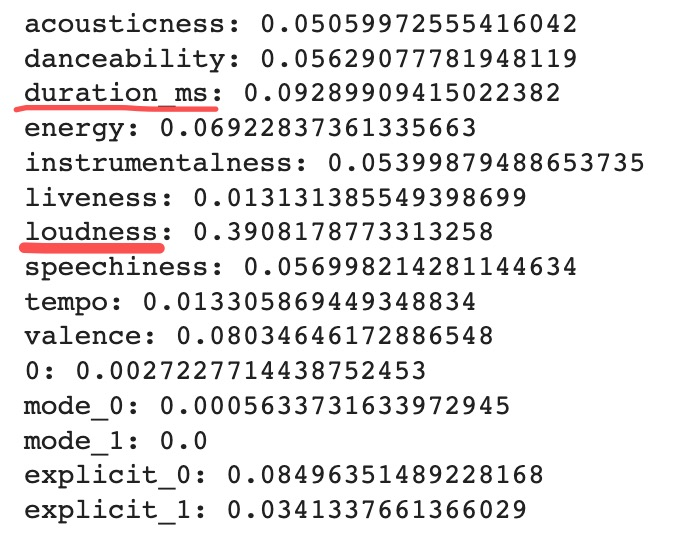 acousticness: 0.05059972555416042
danceability: 0.05629077781948119
duration_ms: 0.09289909415022382
energy: 0.06922837361335663
instrumentalness: 0.05399879488653735
liveness: 0.013131385549398699
loudness: 0.3908178773313258
speechiness: 0.056998214281144634
tempo: 0.013305869449348834
valence: 0.08034646172886548
0: 0.0027227714438752453
mode_0: 0.0005633731633972945
mode_1: 0.0
explicit_0: 0.08496351489228168
explicit_1: 0.0341337661366029